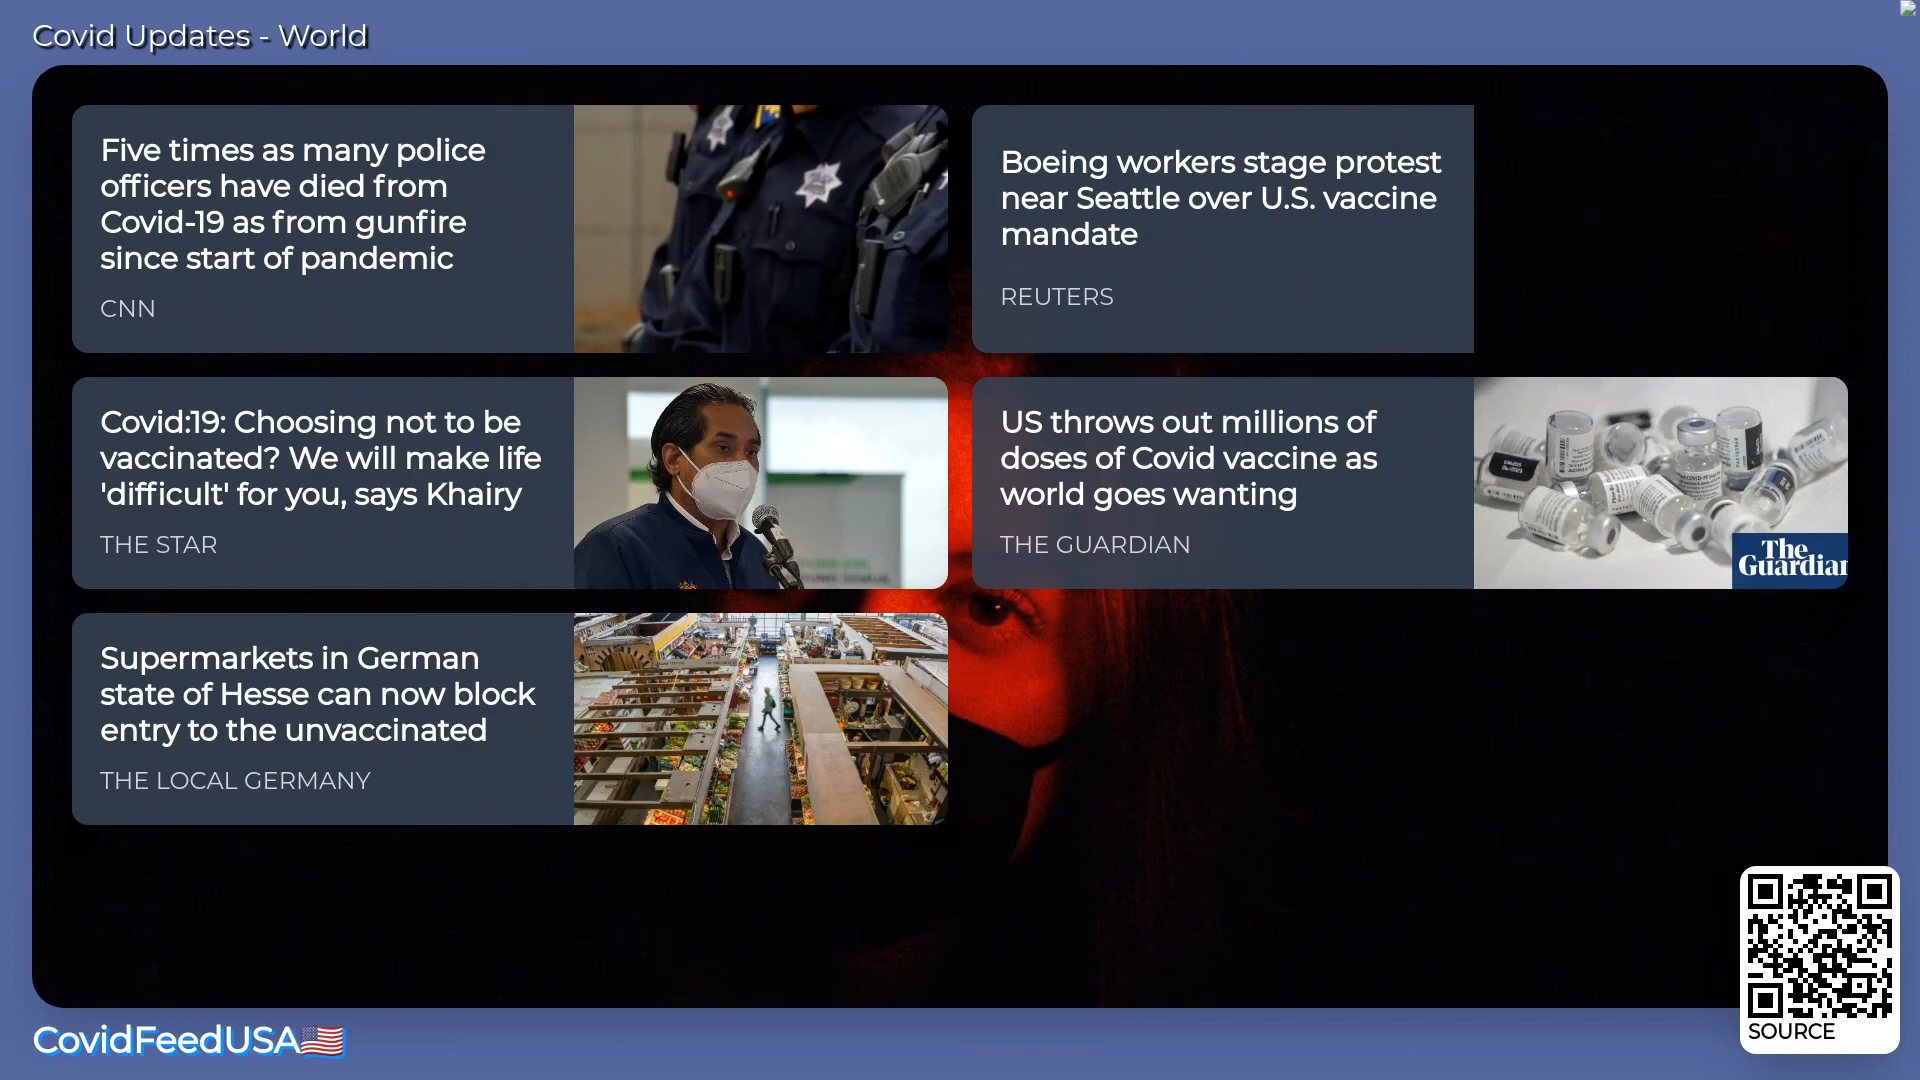 Covid Updates - World
Five times as many police
officers have died from
Covid-19 as from gunfire
since start of pandemic
CNN
Boeing workers stage protest
near Seattle over U.S. vaccine
mandate
REUTERS
Covid:19: Choosing not to be
vaccinated? We will make life
'difficult' for you, says Khairy
THE STAR
US throws out millions of
doses of Covid vaccine as
world goes wanting
THE GUARDIAN
The
Guardian
Supermarkets in German
state of Hesse can now block
entry to the unvaccinated
THE LOCAL GERMANY
CovidFeedUSA🇺🇸
SOURCE